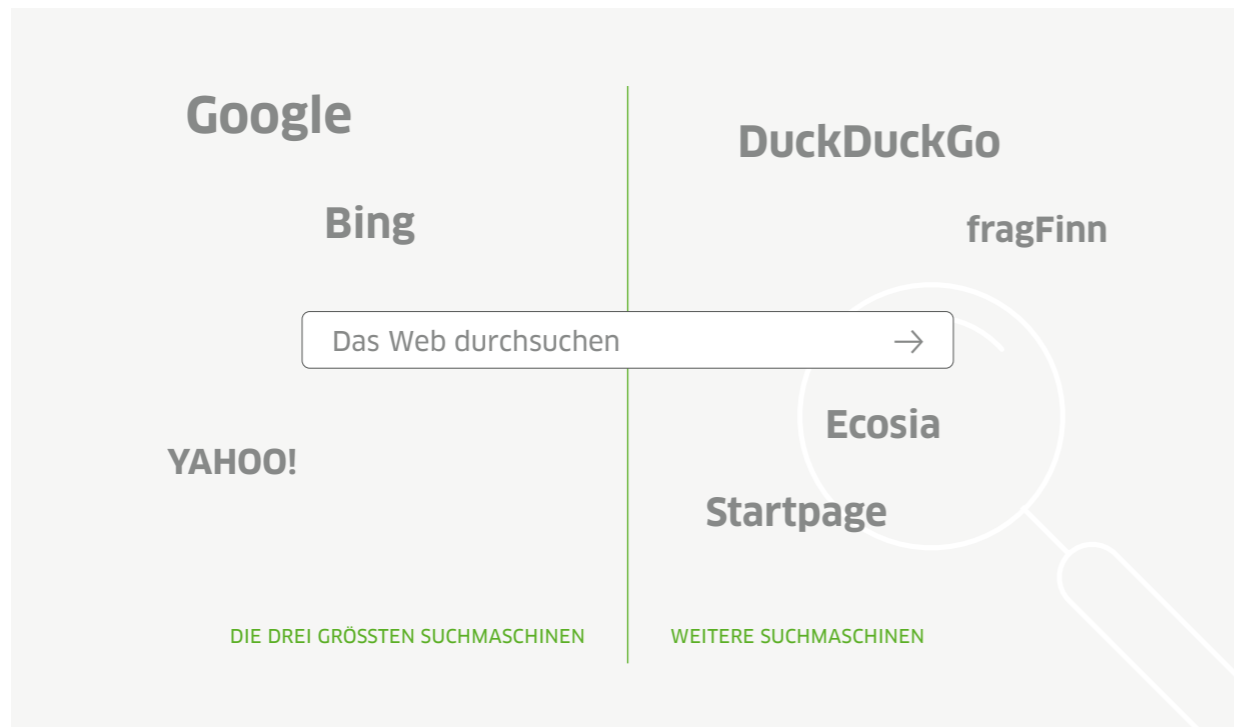 Google
Bing
YAHOO!
DIE DREI GRÖSSTEN SUCHMASCHINEN
DuckDuckGo
fragFinn
Das Web durchsuchen →
Ecosia
Startpage
WEITERE SUCHMASCHINEN